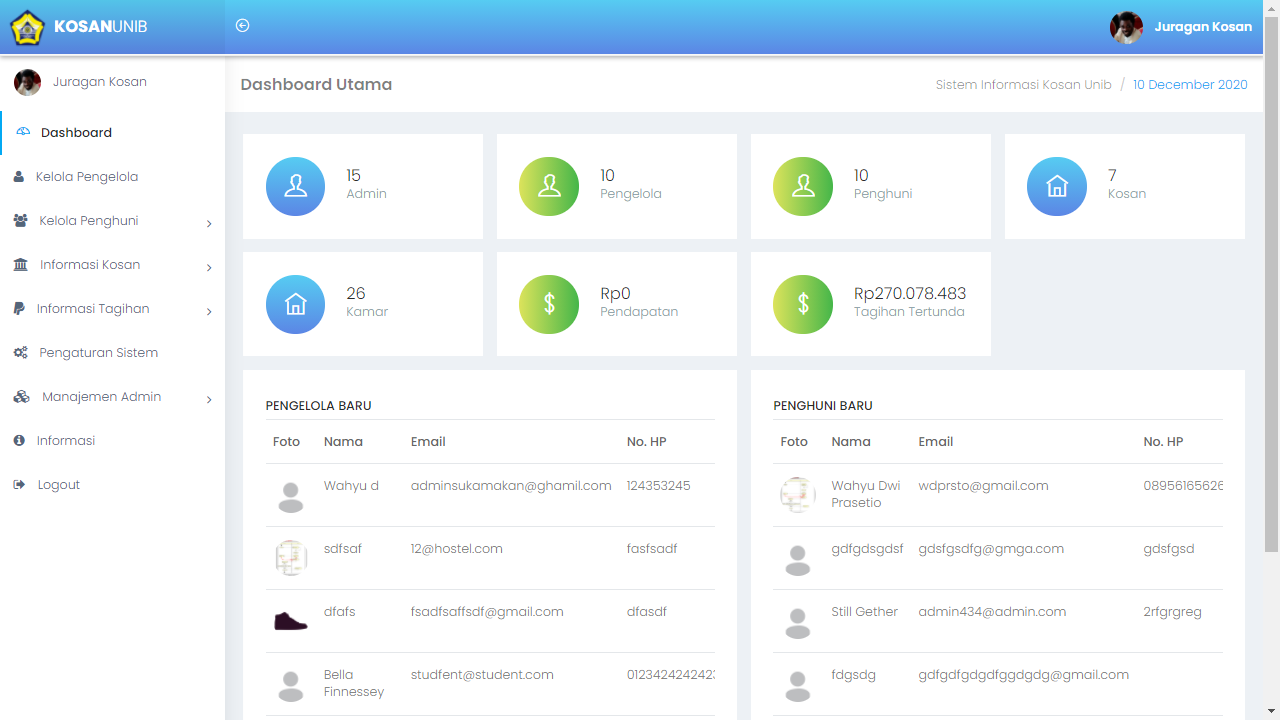 KOSANUNIB
Juragan Kosan
Juragan Kosan
Dashboard
Kelola Pengelola
Kelola Penghuni
Informasi Kosan
Informasi Tagihan
Pengaturan Sistem
Manajemen Admin
Informasi
Logout
Dashboard Utama
Sistem Informasi Kosan Unib / 10 December 2020
15
Admin
10
Pengelola
10
Penghuni
7
Kosan
26
Kamar
Rp0
Pendapatan
Rp270.078.483
Tagihan Tertunda
PENGELOLA BARU
Foto Nama Email No. HP
Wahyu d adminsukamakan@ghamil.com 124353245
sdfsaf 12@hostel.com fasfsadf
dfafs fsadfsaffsdf@gmail.com dfasdf
Bella Finnessey studfent@student.com 012342424242
PENGHUNI BARU
Foto Nama Email No. HP
Wahyu Dwi Prasetio wdprsto@gmail.com 08956165626
gdfgdsgdsf gdsfgsdfg@gmga.com gdsfgsd
Still Gether admin434@admin.com 2rfgrgreg
fdgsdg gdfgdfgdgdfggdgdg@gmail.com